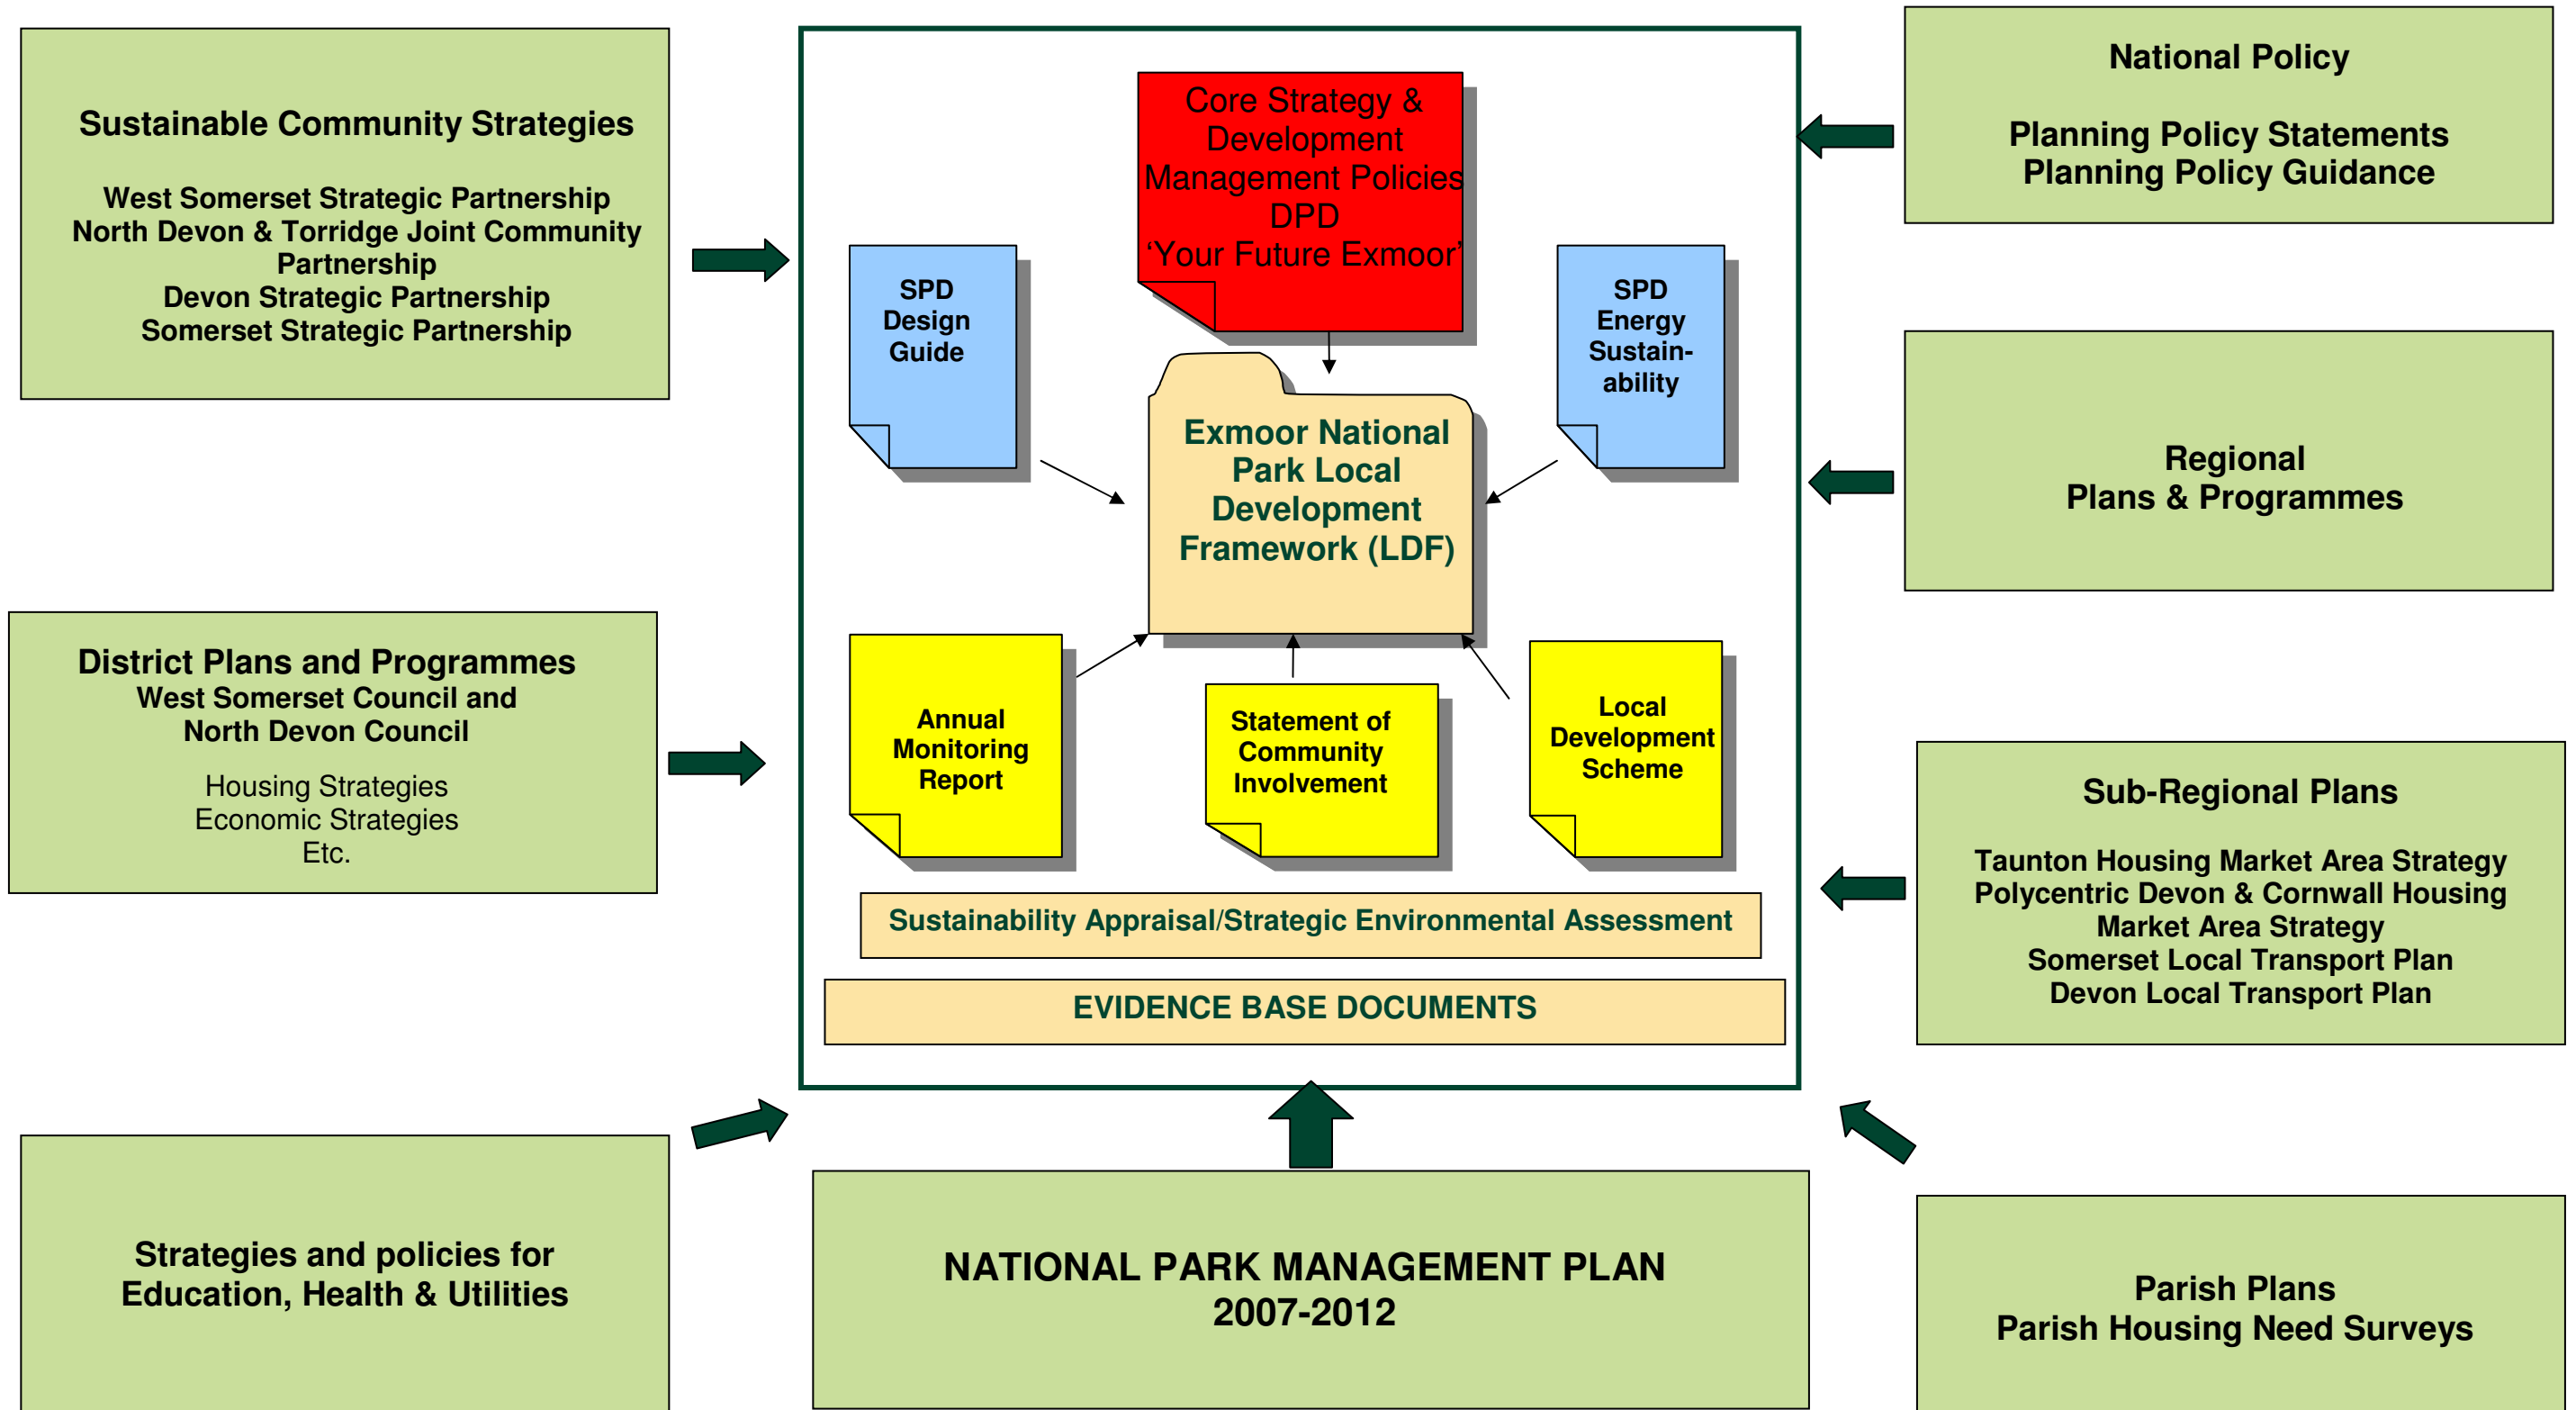 Sustainable Community Strategies
West Somerset Strategic Partnership
North Devon & Torridge Joint Community
Partnership
Devon Strategic Partnership
Somerset Strategic Partnership
District Plans and Programmes
West Somerset Council and
North Devon Council
Housing Strategies
Economic Strategies
Etc.
Strategies and policies for
Education, Health & Utilities
Core Strategy &
Development
Management Policies
DPD
‘Your Future Exmoor’
SPD
Design
Guide
SPD
Energy
Sustain-
ability
Exmoor National
Park Local
Development
Framework (LDF)
Annual
Monitoring
Report
Statement of
Community
Involvement
Local
Development
Scheme
Sustainability Appraisal/Strategic Environmental Assessment
EVIDENCE BASE DOCUMENTS
NATIONAL PARK MANAGEMENT PLAN
2007-2012
National Policy
Planning Policy Statements
Planning Policy Guidance
Regional
Plans & Programmes
Sub-Regional Plans
Taunton Housing Market Area Strategy
Polycentric Devon & Cornwall Housing
Market Area Strategy
Somerset Local Transport Plan
Devon Local Transport Plan
Parish Plans
Parish Housing Need Surveys